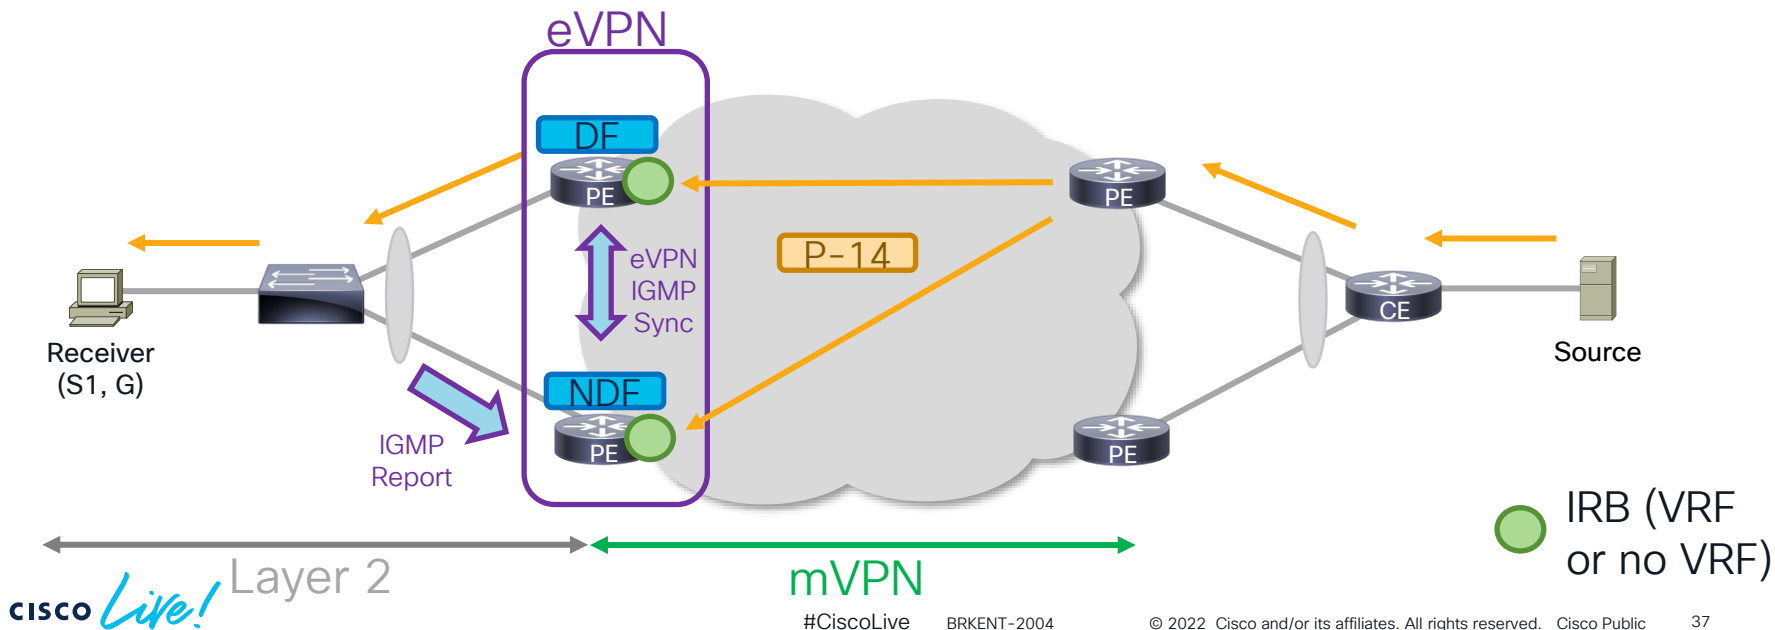 eVPN
DF
PE
PE
eVPN
IGMP
Sync
P-14
Receiver
(S1, G)
CE
Source
NDF
IGMP
Report
PE
PE
IRB (VRF
or no VRF)
Layer 2
mVPN
CISCO Live!
#CiscoLive
BRKENT-2004
© 2022 Cisco and/or its affiliates. All rights reserved. Cisco Public
37